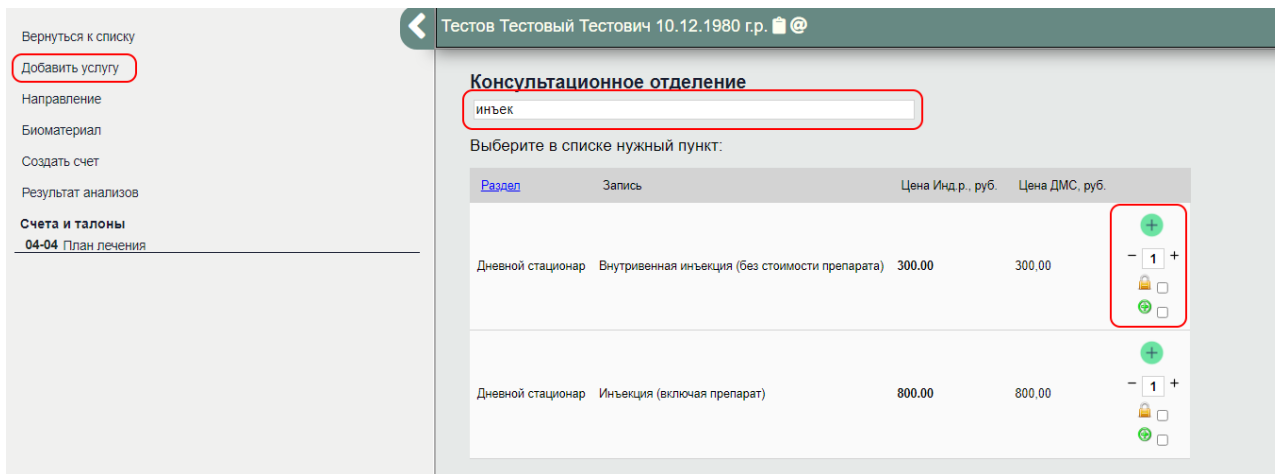 Вернуться к списку
Добавить услугу
Направление
Биоматериал
Создать счет
Результат анализов
Счета и талоны
04-04 План лечения
Тестов Тестовый Тестович 10.12.1980 г.р. @
Консультационное отделение
инъек
Выберите в списке нужный пункт:
Раздел Запись Цена Инд.р., руб. Цена ДМС, руб.
+
Дневной стационар Внутривенная инъекция (без стоимости препарата) 300.00 300,00 − 1 +
+
Дневной стационар Инъекция (включая препарат) 800.00 800,00 − 1 +